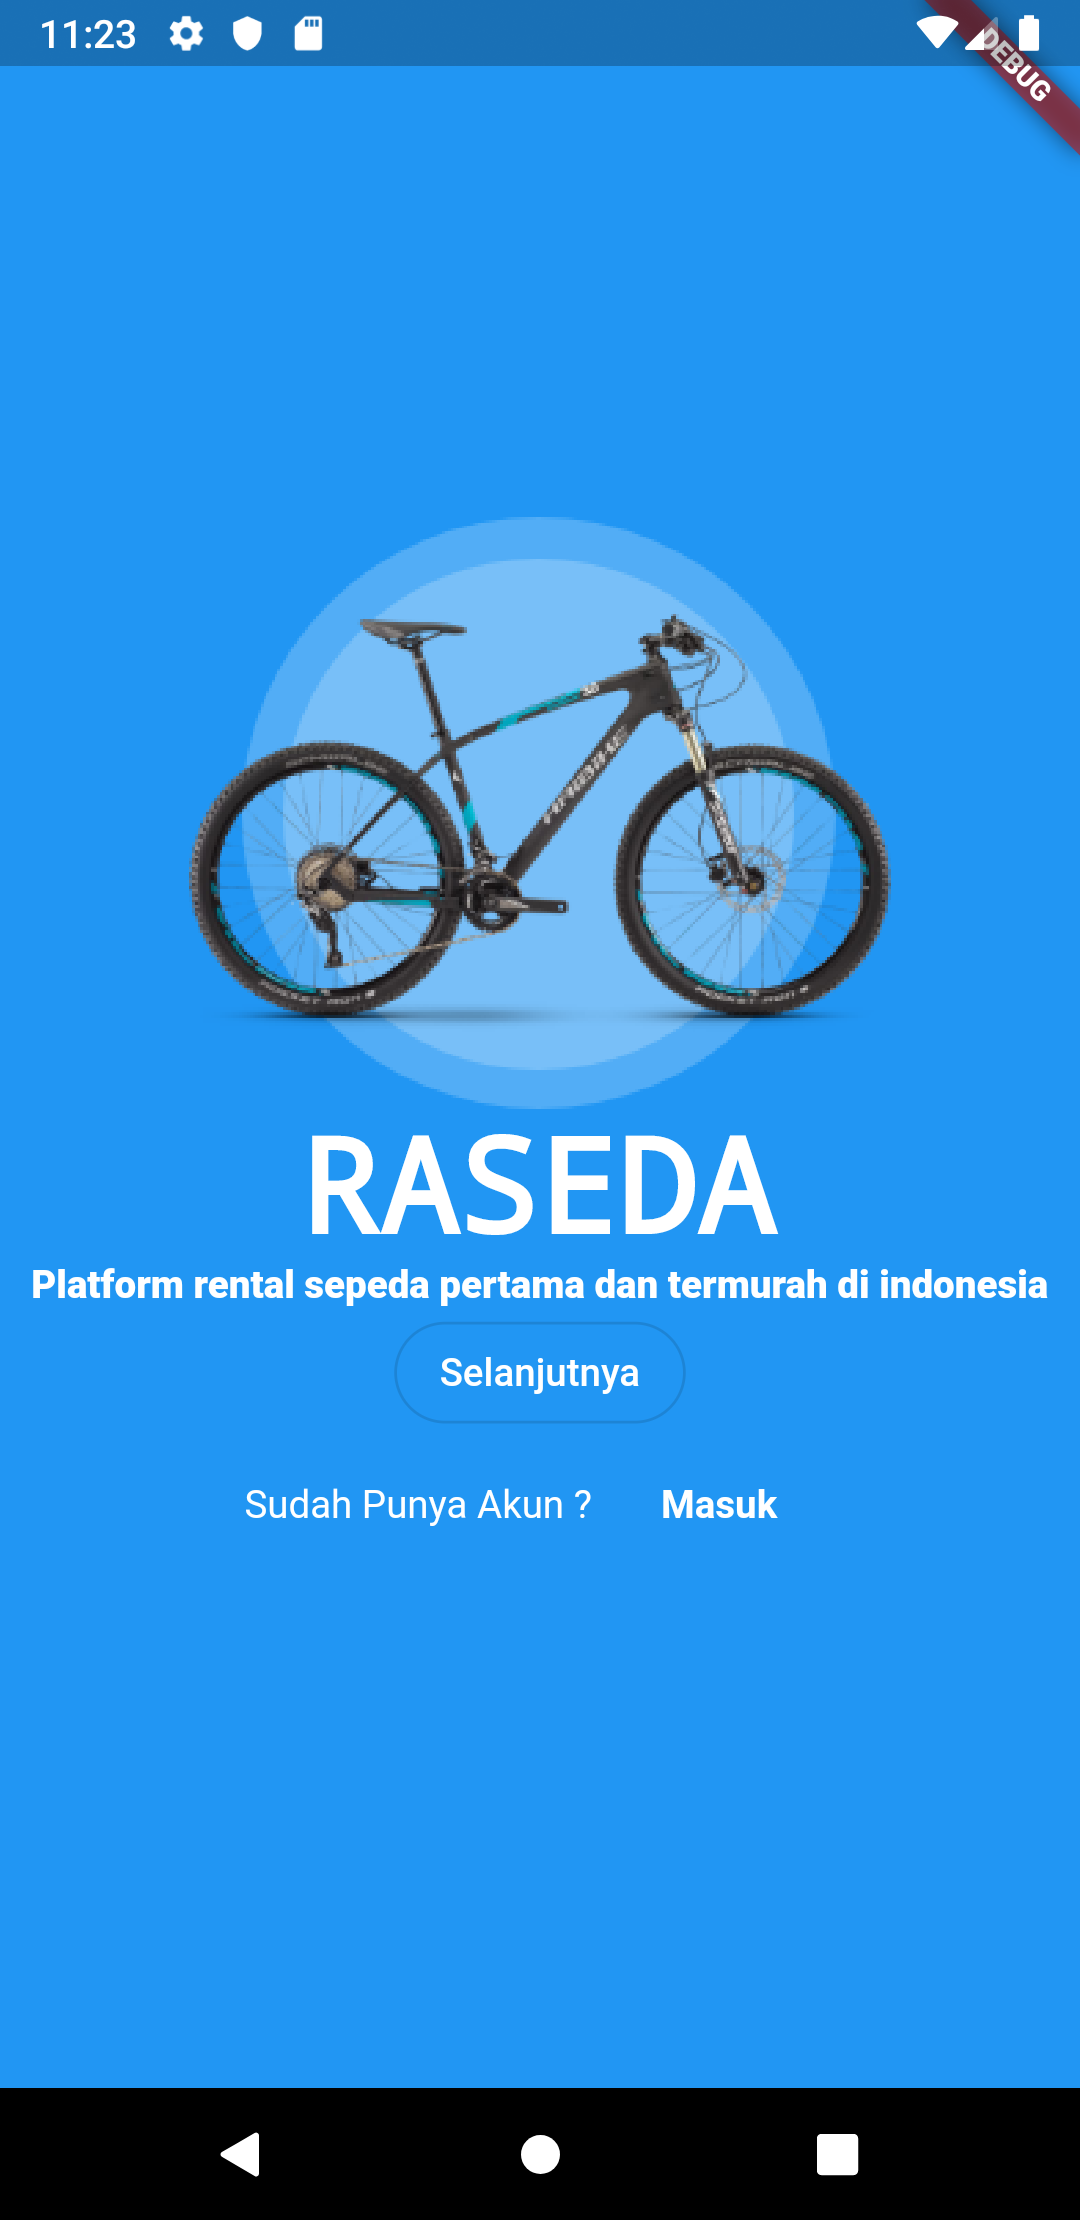 11:23
DEBUG
RASEDA
Platform rental sepeda pertama dan termurah di indonesia
Selanjutnya
Sudah Punya Akun ? Masuk